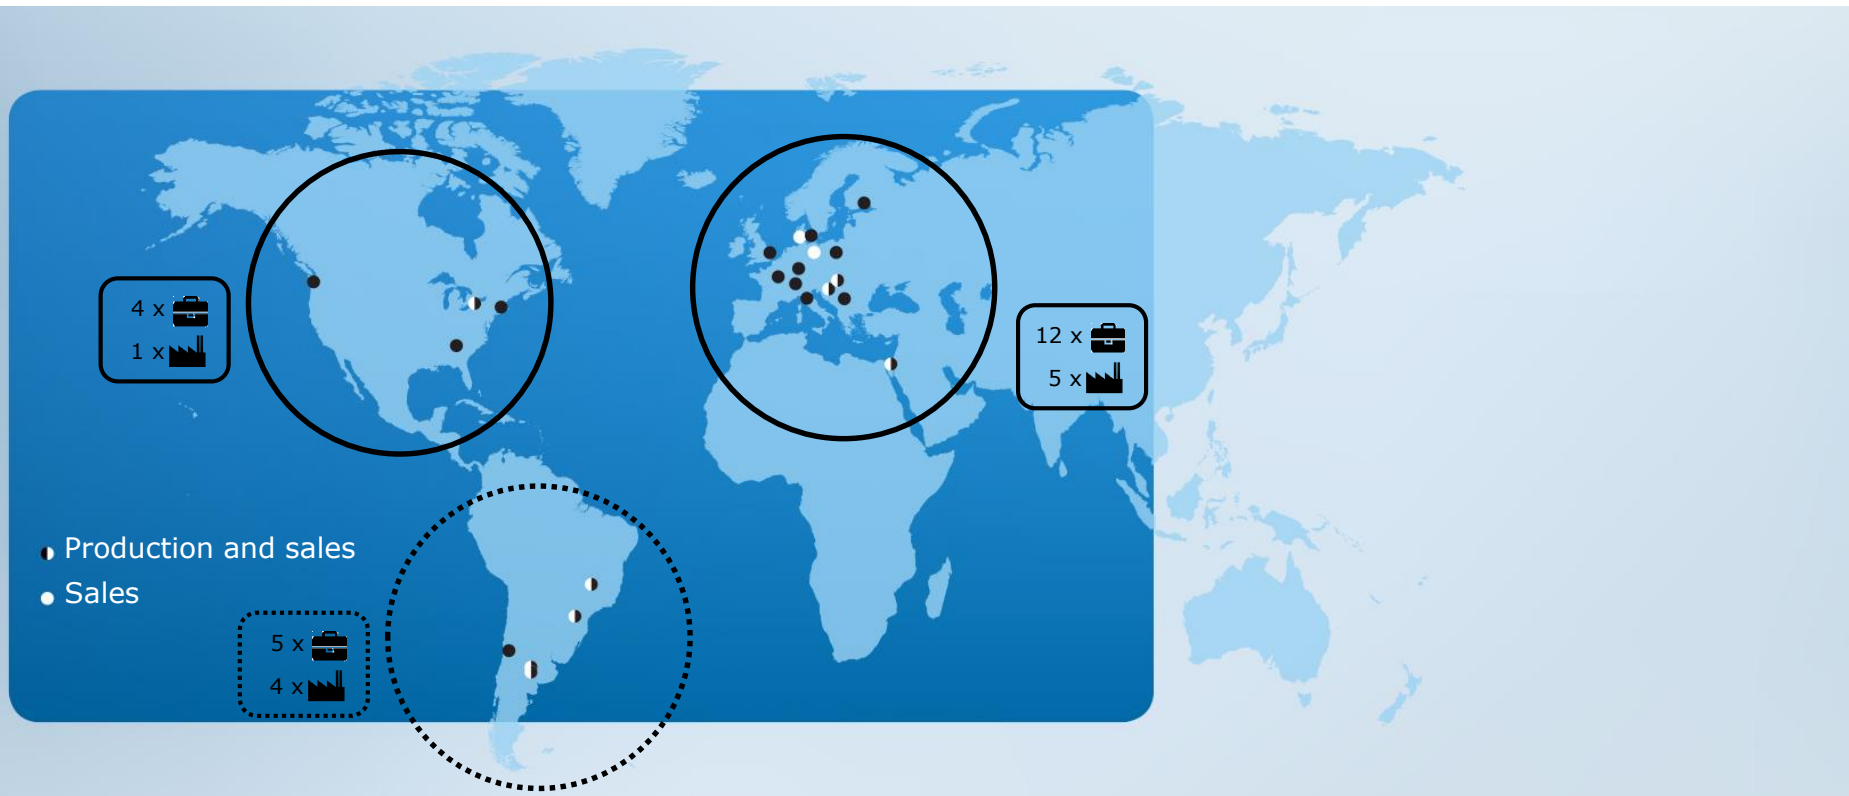 4 x
1 x
12 x
5 x
Production and sales
Sales
5 x
4 x